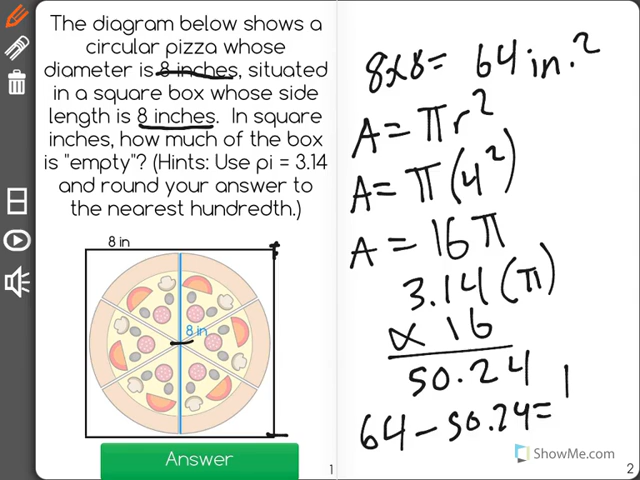 The diagram below shows a
circular pizza whose
diameter is 8 inches, situated
in a square box whose side
length is 8 inches. In square
inches, how much of the box
is "empty"? (Hints: Use pi = 3.14
and round your answer to
the nearest hundredth.)
8 in
8 in
Answer
1
8x8= 64 in.²
A = πr²
A = π(4²)
A = 16π
3.14 (π)
x 16
50.24
64 - 50.24= 1
ShowMe.com
2